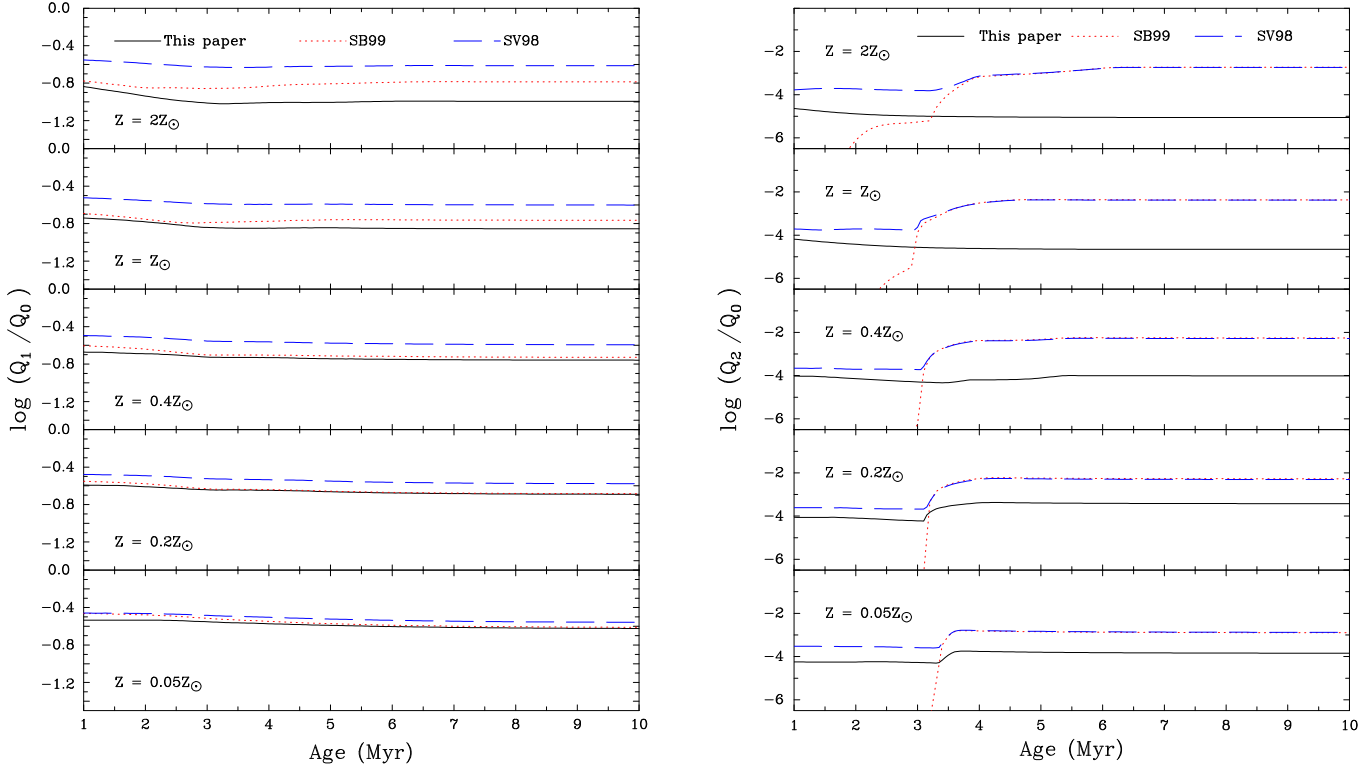 0.0
This paper SB99 SV98
−0.4
−0.8
−1.2
Z = 2Z☉
0.0
−0.4
−0.8
−1.2
Z = Z☉
0.0
−0.4
−0.8
−1.2
Z = 0.4Z☉
0.0
−0.4
−0.8
−1.2
Z = 0.2Z☉
0.0
−0.4
−0.8
−1.2
Z = 0.05Z☉
1 2 3 4 5 6 7 8 9 10
Age (Myr)
log (Q₁/Q₀)
This paper SB99 SV98
Z = 2Z☉
−2
−4
−6
Z = Z☉
−2
−4
−6
Z = 0.4Z☉
−2
−4
−6
Z = 0.2Z☉
−2
−4
−6
Z = 0.05Z☉
−2
−4
−6
1 2 3 4 5 6 7 8 9 10
Age (Myr)
log (Q₂/Q₀)